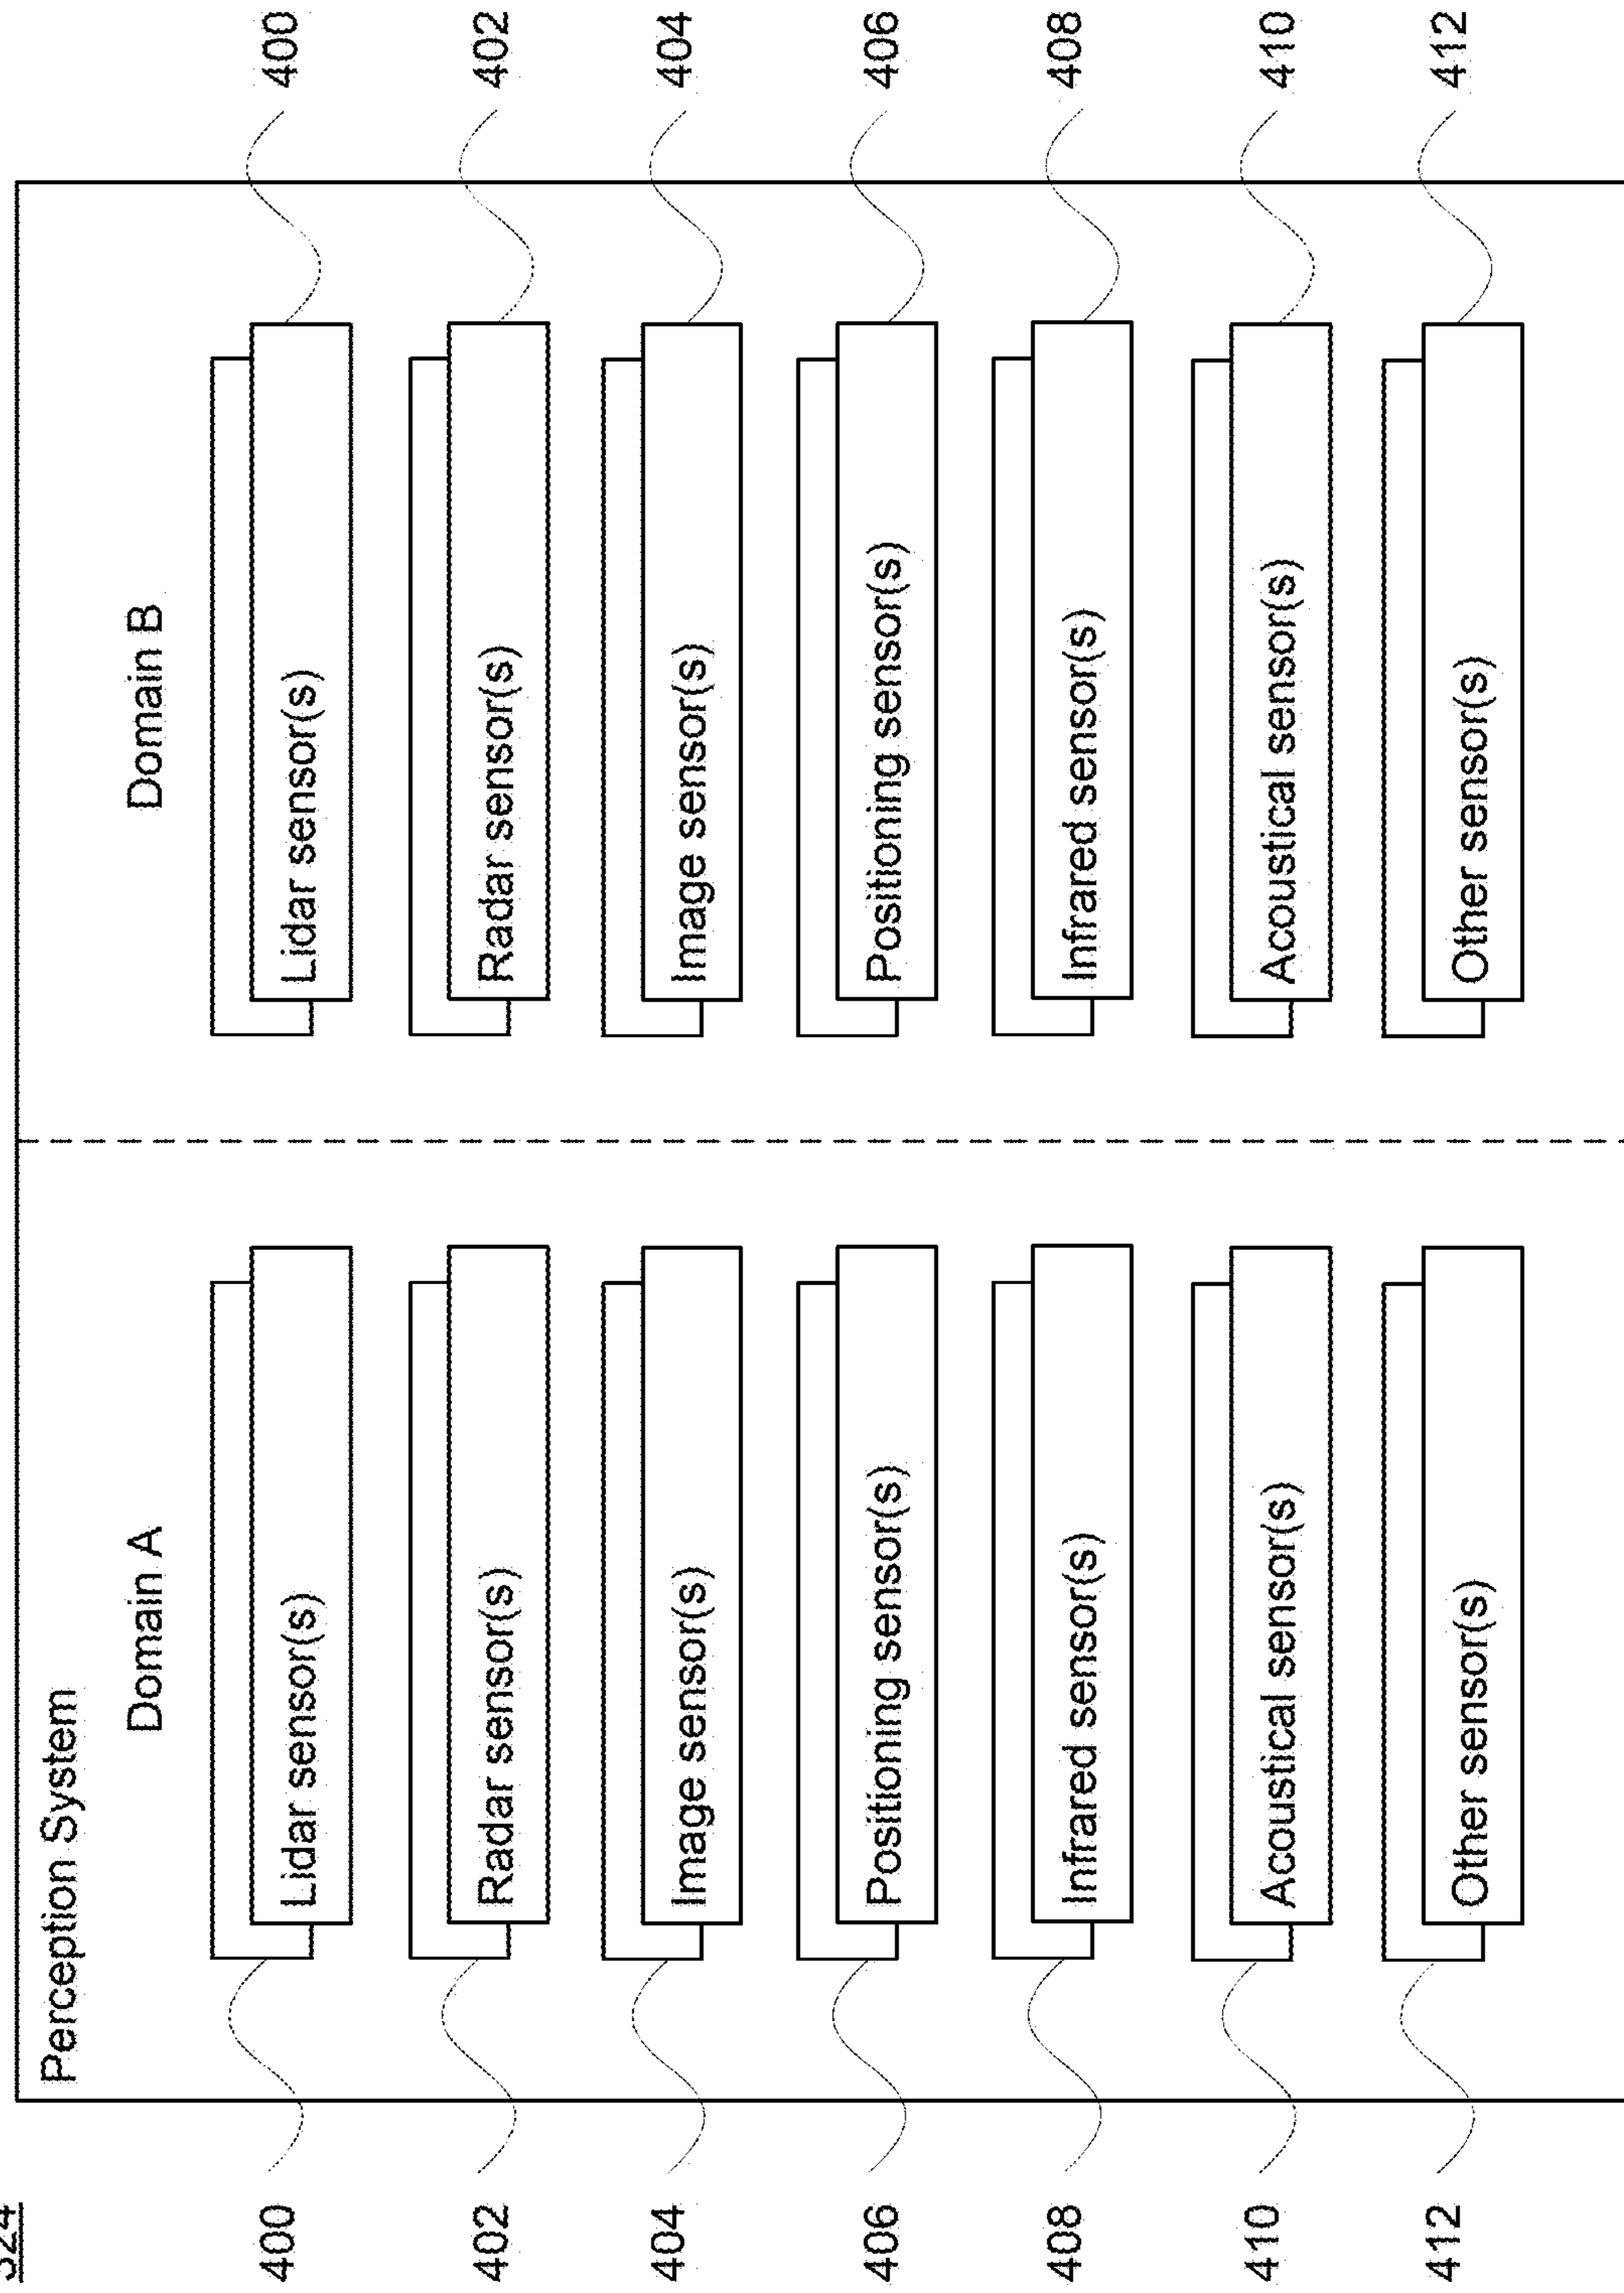 324
Perception System
Domain A
Domain B
400
Lidar sensor(s)
Lidar sensor(s)
400
402
Radar sensor(s)
Radar sensor(s)
402
404
Image sensor(s)
Image sensor(s)
404
406
Positioning sensor(s)
Positioning sensor(s)
406
408
Infrared sensor(s)
Infrared sensor(s)
408
410
Acoustical sensor(s)
Acoustical sensor(s)
410
412
Other sensor(s)
Other sensor(s)
412